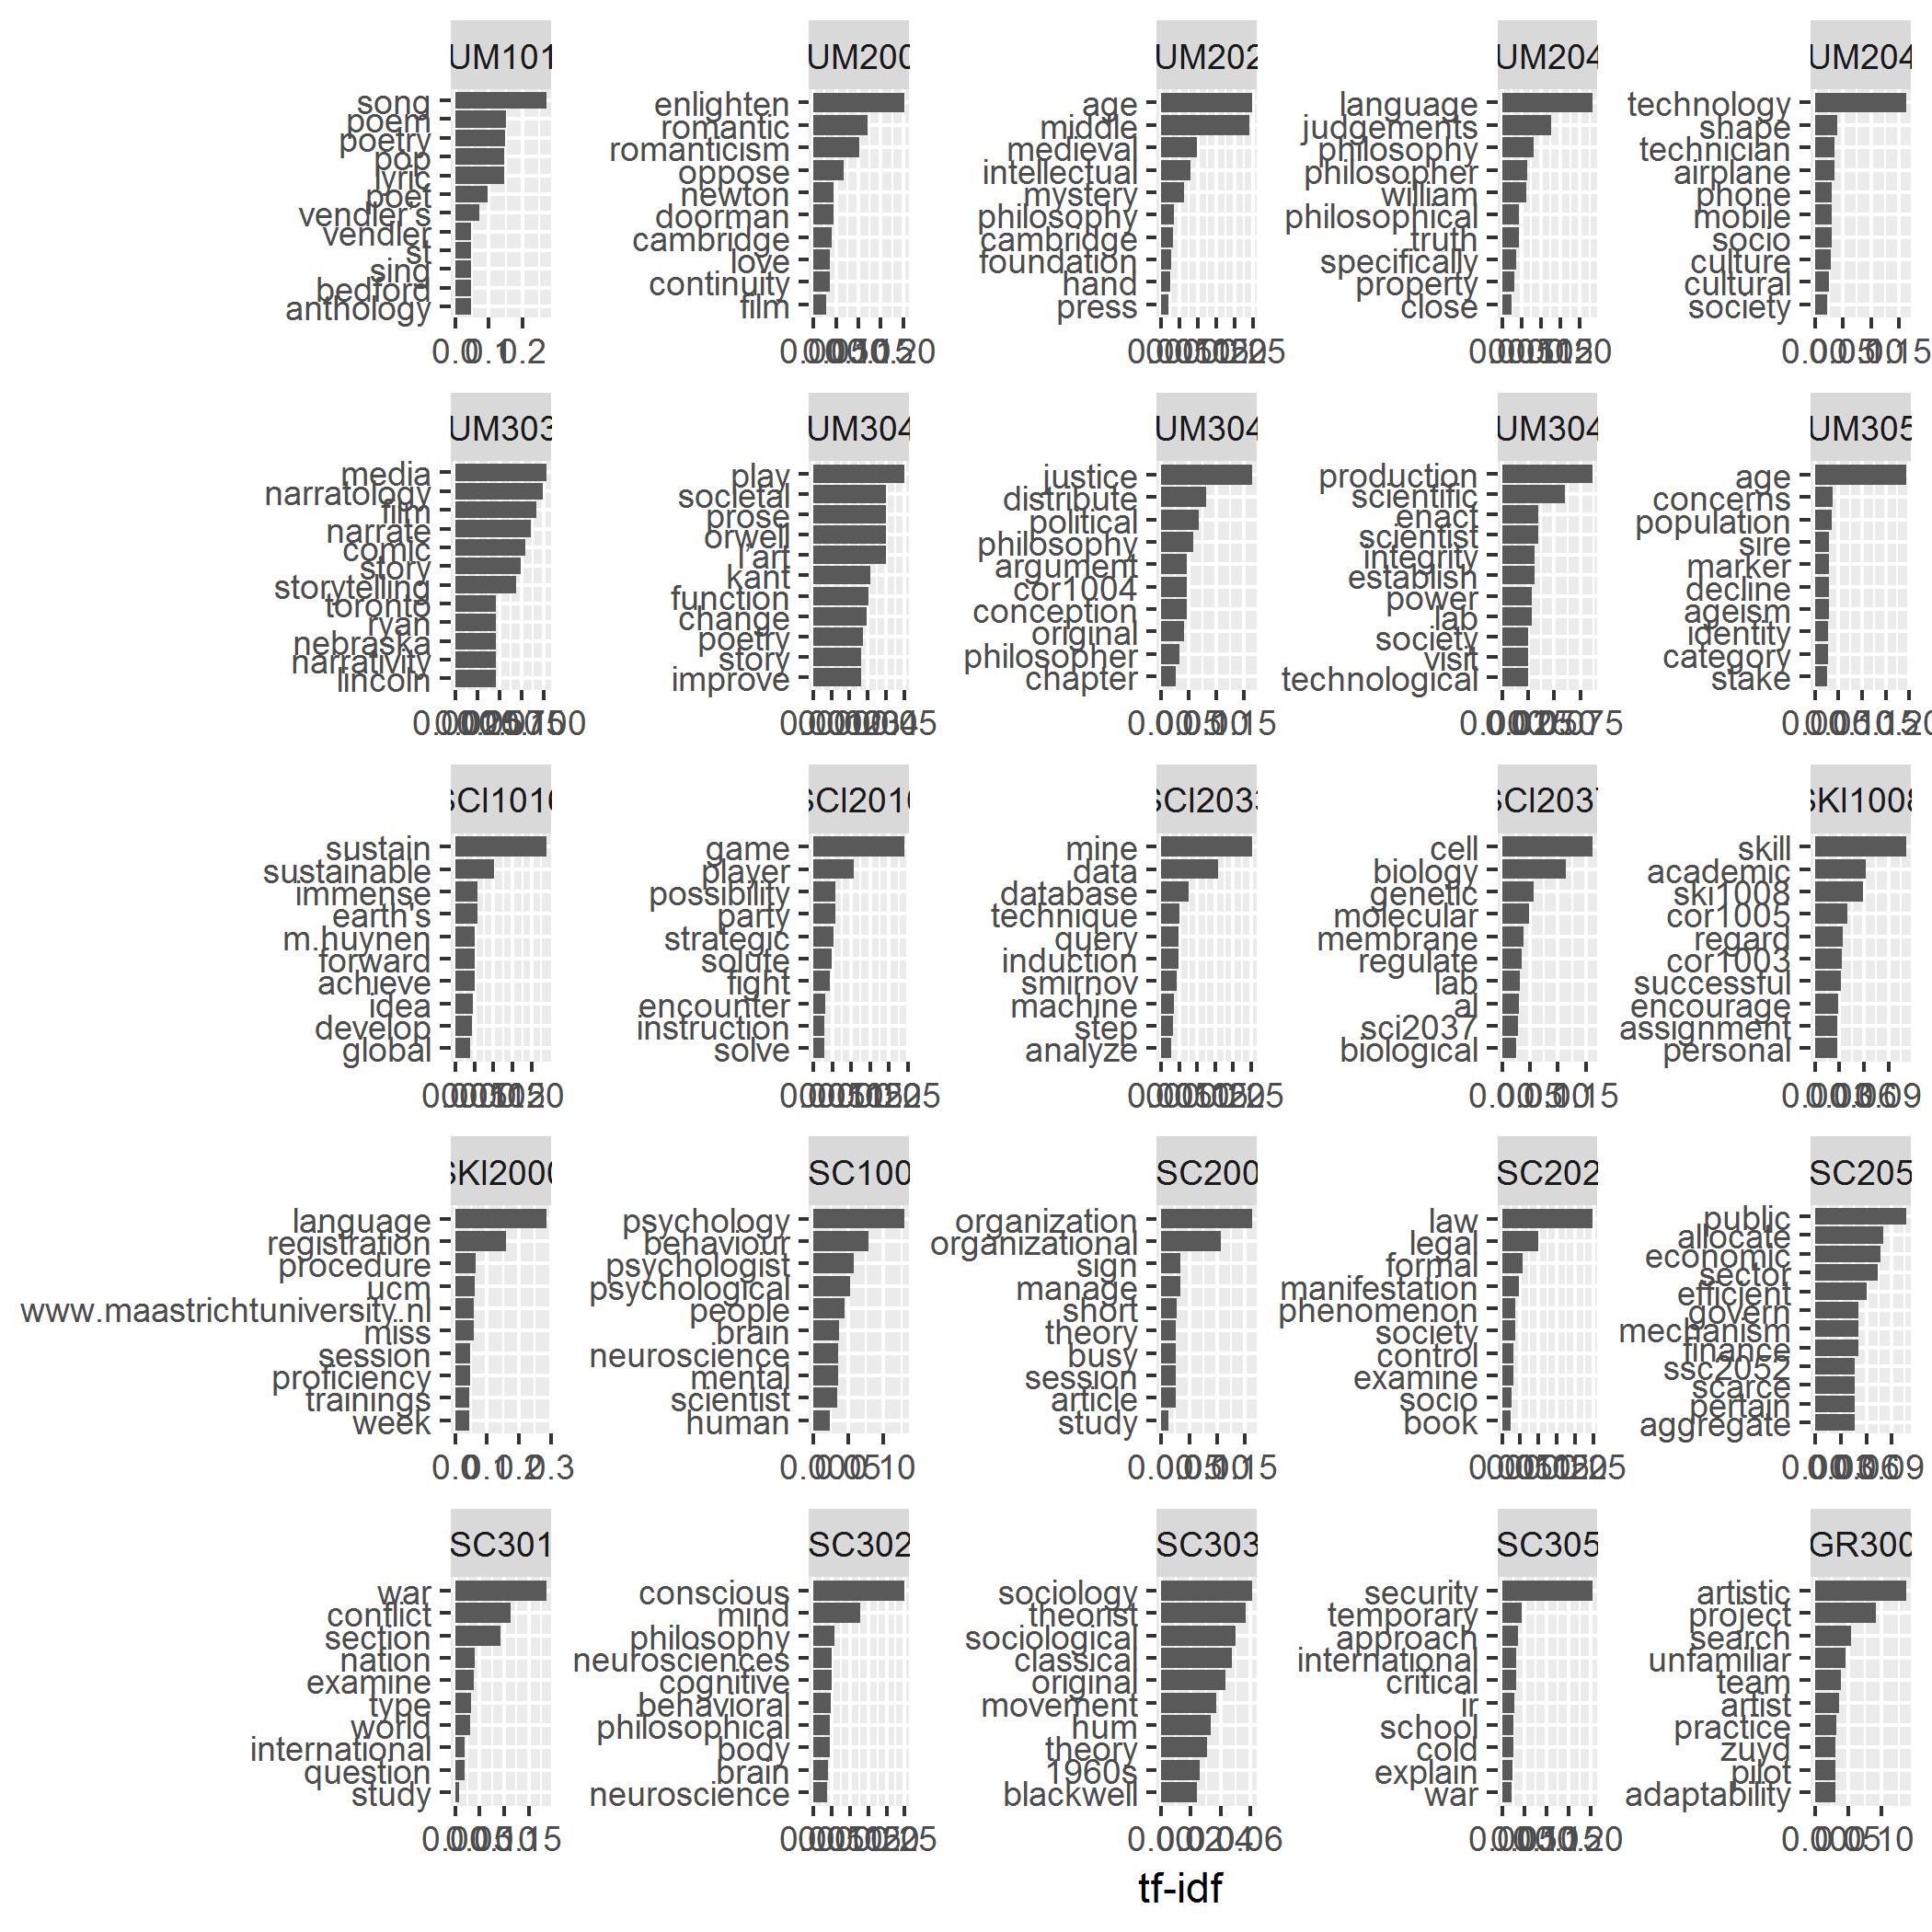 UM101
song
poem
poetry
pop
lyric
poet
vendler's
vendler
st
sing
bedford
anthology
UM200
enlighten
romantic
romanticism
oppose
newton
doorman
cambridge
love
continuity
film
UM202
age
middle
medieval
intellectual
mystery
philosophy
cambridge
foundation
hand
press
UM204
language
judgements
philosophy
philosopher
william
philosophical
truth
specifically
property
close
UM204
technology
shape
technician
airplane
phone
mobile
socio
culture
cultural
society
UM303
media
narratology
film
narrate
comic
story
storytelling
toronto
ryan
nebraska
narrativity
lincoln
UM304
play
societal
prose
orwell
l'art
kant
function
change
poetry
story
improve
UM304
justice
distribute
political
philosophy
argument
cor1004
conception
original
philosopher
chapter
UM304
production
scientific
enact
scientist
integrity
establish
power
lab
society
visit
technological
UM305
age
concerns
population
sire
marker
decline
ageism
identity
category
stake
SCI101
sustain
sustainable
immense
earth's
m.huynen
forward
achieve
idea
develop
global
SCI201
game
player
possibility
party
strategic
solute
fight
encounter
instruction
solve
SCI2033
mine
data
database
technique
query
induction
smirnov
machine
step
analyze
SCI2037
cell
biology
genetic
molecular
membrane
regulate
lab
al
sci2037
biological
SKI1008
skill
academic
ski1008
cor1005
regard
cor1003
successful
encourage
assignment
personal
SKI200
language
registration
procedure
ucm
www.maastrichtuniversity.nl
miss
session
proficiency
trainings
week
SC100
psychology
behaviour
psychologist
psychological
people
brain
neuroscience
mental
scientist
human
SC200
organization
organizational
sign
manage
short
theory
busy
session
article
study
SC202
law
legal
formal
manifestation
phenomenon
society
control
examine
socio
book
SC205
public
allocate
economic
sector
efficient
govern
mechanism
finance
ssc2052
scarce
pertain
aggregate
SC301
war
conflict
section
nation
examine
type
world
international
question
study
SC302
conscious
mind
philosophy
neurosciences
cognitive
behavioral
philosophical
body
brain
neuroscience
SC303
sociology
theorist
sociological
classical
original
movement
hum
theory
1960s
blackwell
SC305
security
temporary
approach
international
critical
ir
school
cold
explain
war
GR300
artistic
project
search
unfamiliar
team
artist
practice
zuyd
pilot
adaptability
tf-idf